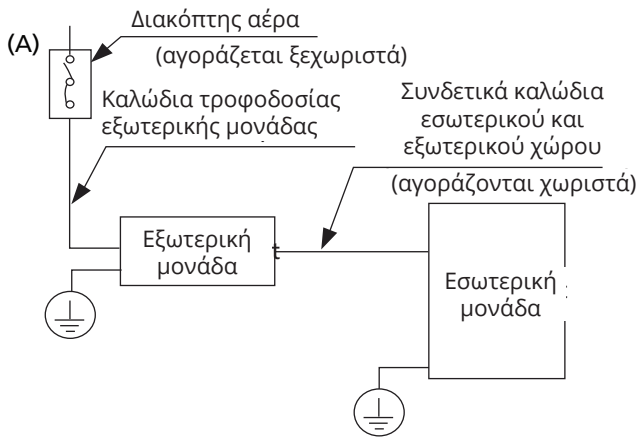 (A)
Διακόπτης αέρα
(αγοράζεται ξεχωριστά)
Καλώδια τροφοδοσίας
εξωτερικής μονάδας
Συνδετικά καλώδια
εσωτερικού και
εξωτερικού χώρου
(αγοράζονται χωριστά)
Εξωτερική
μονάδα
t
Εσωτερική
μονάδα